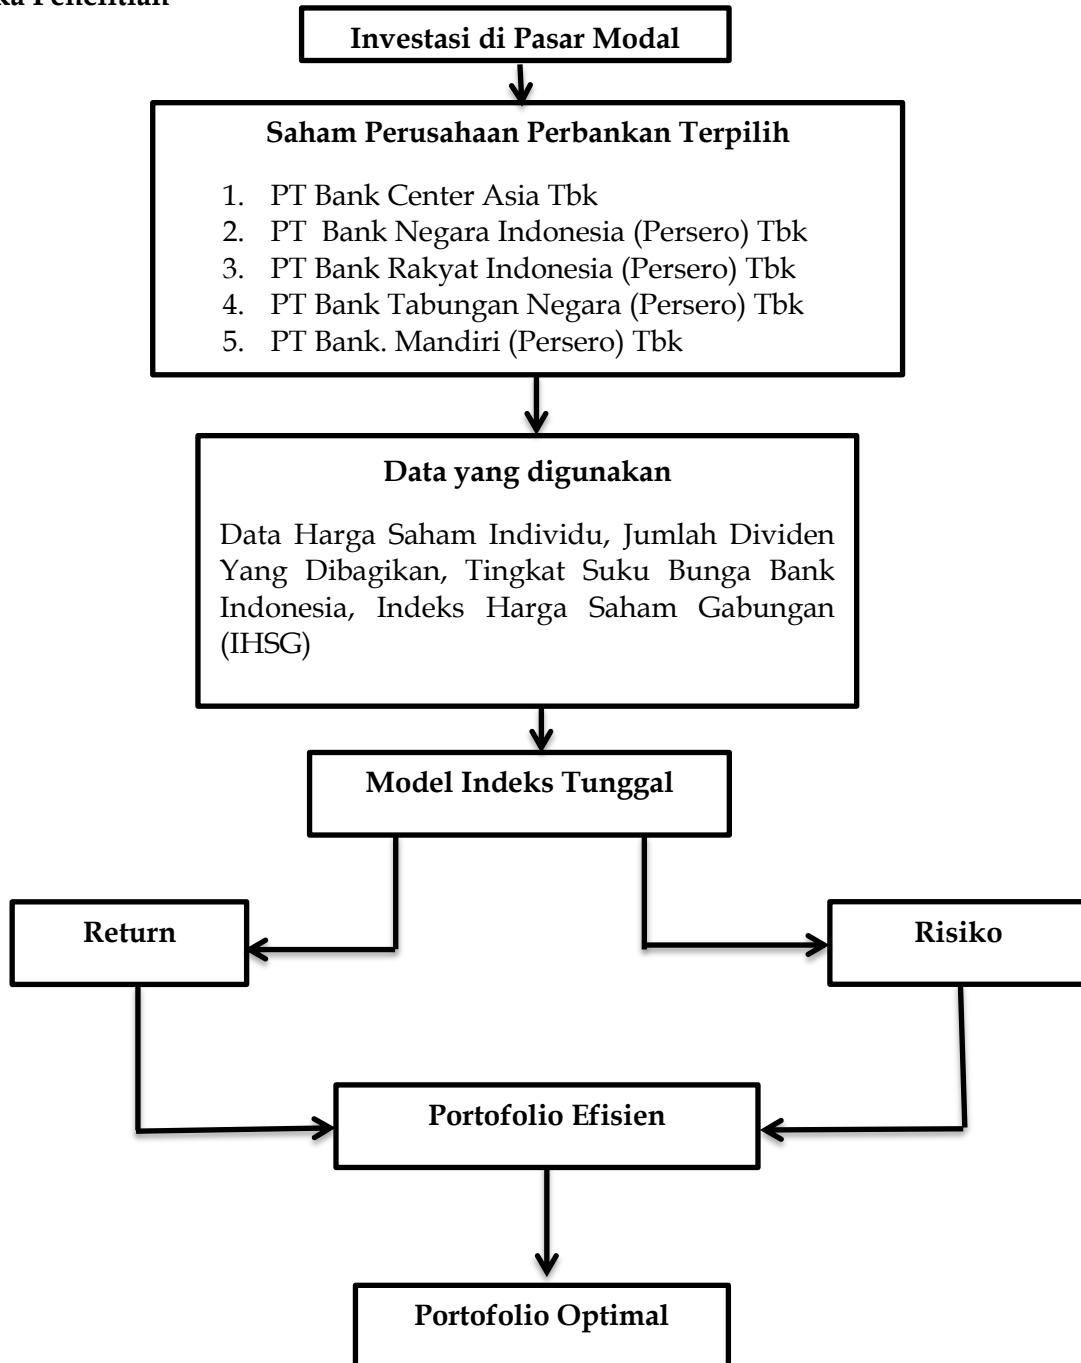 Penelitian
Investasi di Pasar Modal
Saham Perusahaan Perbankan Terpilih
1. PT Bank Center Asia Tbk
2. PT Bank Negara Indonesia (Persero) Tbk
3. PT Bank Rakyat Indonesia (Persero) Tbk
4. PT Bank Tabungan Negara (Persero) Tbk
5. PT Bank. Mandiri (Persero) Tbk
Data yang digunakan
Data Harga Saham Individu, Jumlah Dividen
Yang Dibagikan, Tingkat Suku Bunga Bank
Indonesia, Indeks Harga Saham Gabungan
(IHSG)
Model Indeks Tunggal
Return
Risiko
Portofolio Efisien
Portofolio Optimal